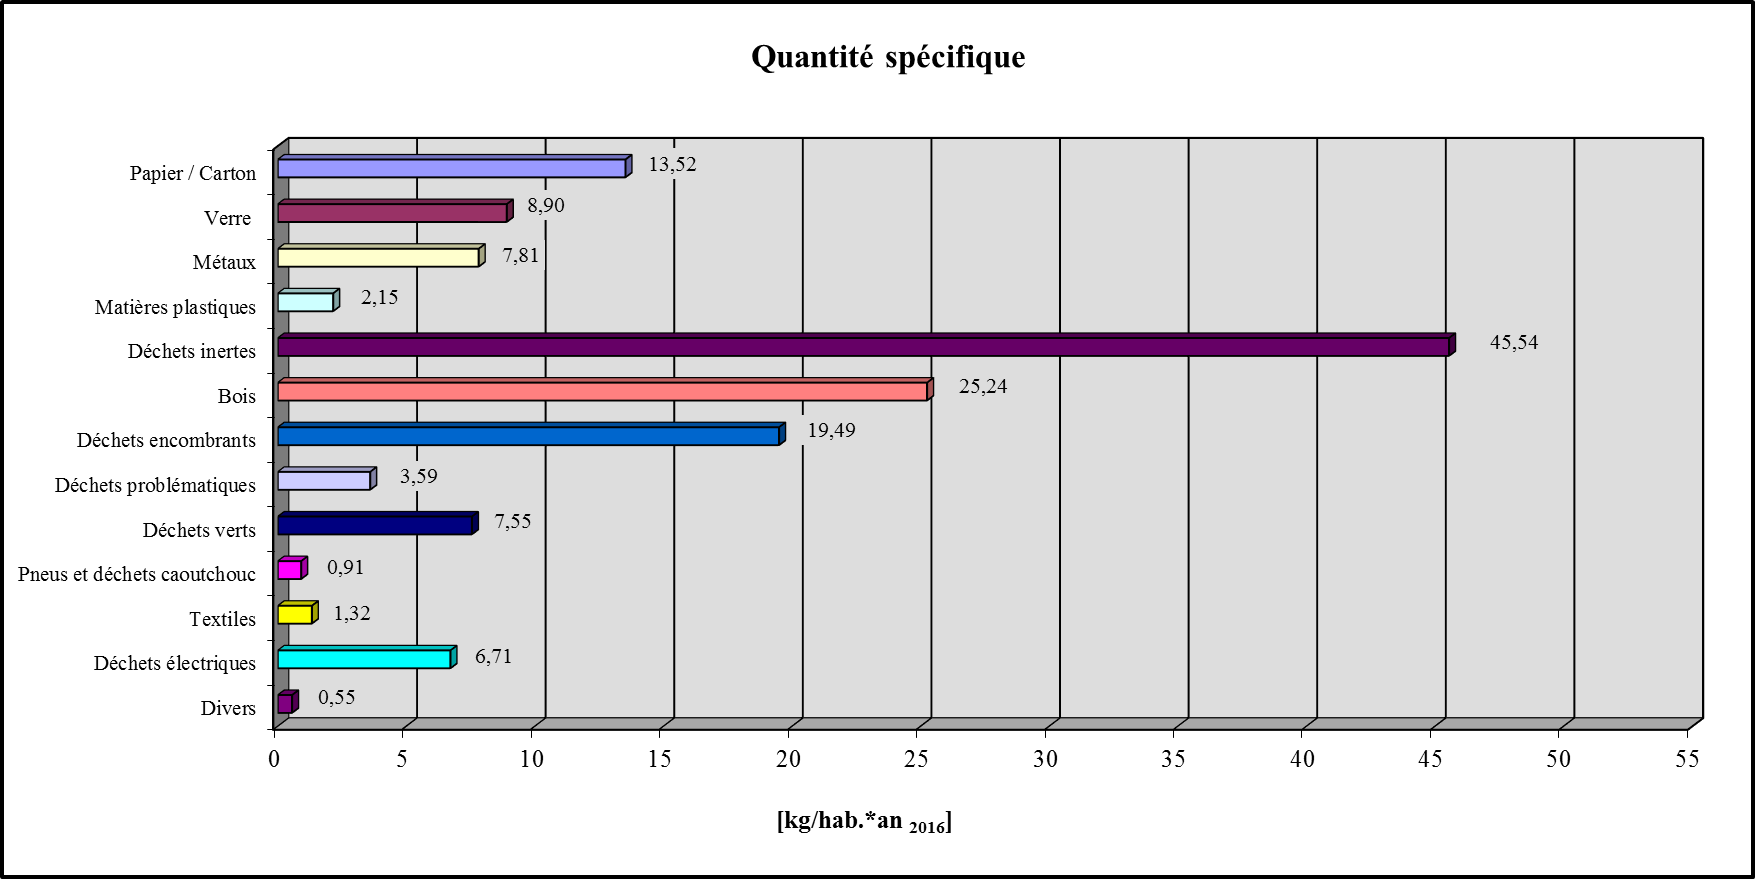 Quantité spécifique
Papier / Carton 13,52
Verre 8,90
Métaux 7,81
Matières plastiques 2,15
Déchets inertes 45,54
Bois 25,24
Déchets encombrants 19,49
Déchets problématiques 3,59
Déchets verts 7,55
Pneus et déchets caoutchouc 0,91
Textiles 1,32
Déchets électriques 6,71
Divers 0,55
0 5 10 15 20 25 30 35 40 45 50 55
[kg/hab.*an 2016]